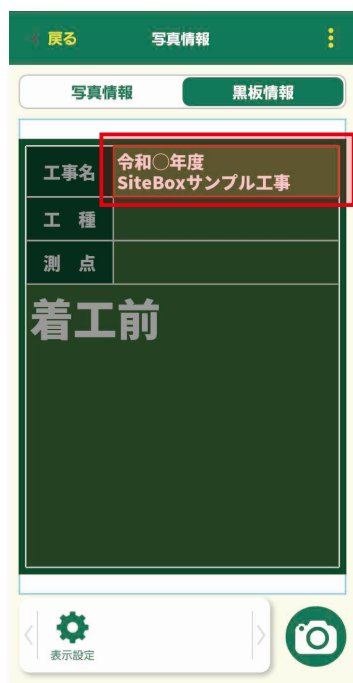 戻る 写真情報
写真情報 黒板情報
工事名 令和○年度
SiteBoxサンプル工事
工 種
測 点
着工前
表示設定